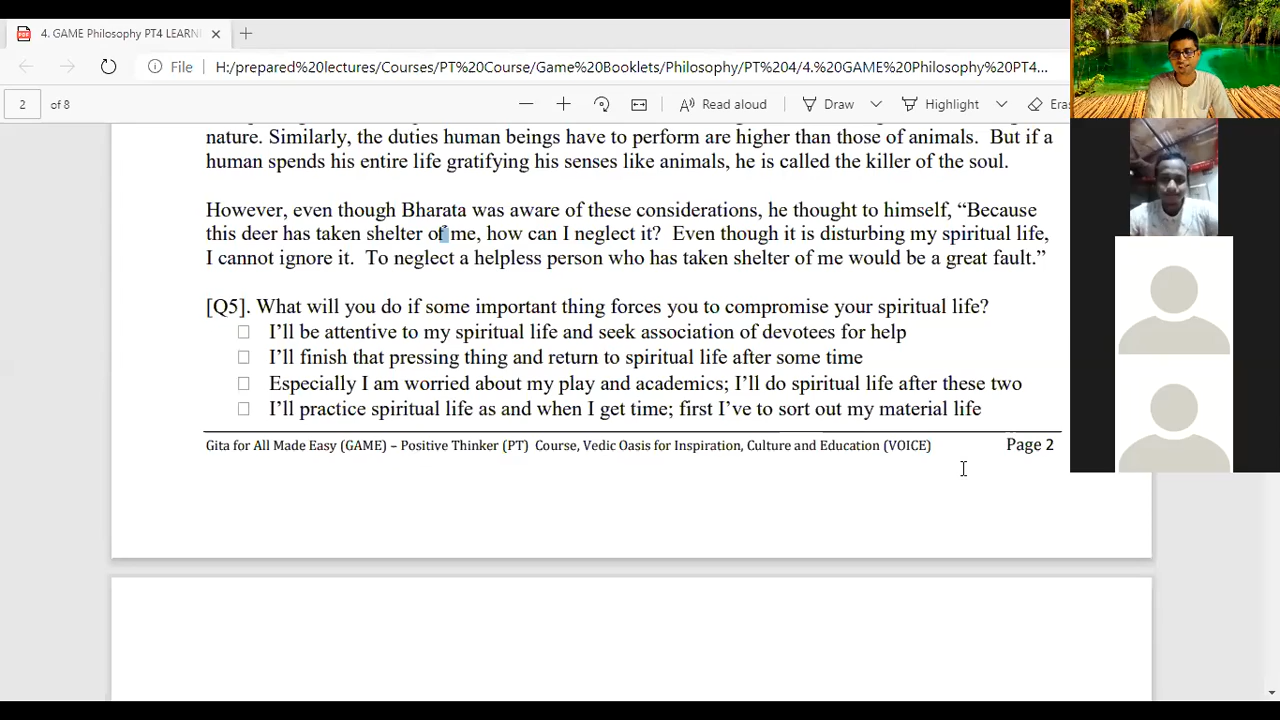 4. GAME Philosophy PT4 LEARNI
File
H:/prepared%20lectures/Courses/PT%20Course/Game%20Booklets/Philosophy/PT%204/4.%20GAME%20Philosophy%20PT4...
2 of 8
Read aloud
Draw
Highlight
Eras
nature. Similarly, the duties human beings have to perform are higher than those of animals. But if a
human spends his entire life gratifying his senses like animals, he is called the killer of the soul.
However, even though Bharata was aware of these considerations, he thought to himself, “Because
this deer has taken shelter of me, how can I neglect it? Even though it is disturbing my spiritual life,
I cannot ignore it. To neglect a helpless person who has taken shelter of me would be a great fault.”
[Q5]. What will you do if some important thing forces you to compromise your spiritual life?
I’ll be attentive to my spiritual life and seek association of devotees for help
I’ll finish that pressing thing and return to spiritual life after some time
Especially I am worried about my play and academics; I’ll do spiritual life after these two
I’ll practice spiritual life as and when I get time; first I’ve to sort out my material life
Gita for All Made Easy (GAME) – Positive Thinker (PT) Course, Vedic Oasis for Inspiration, Culture and Education (VOICE)
Page 2